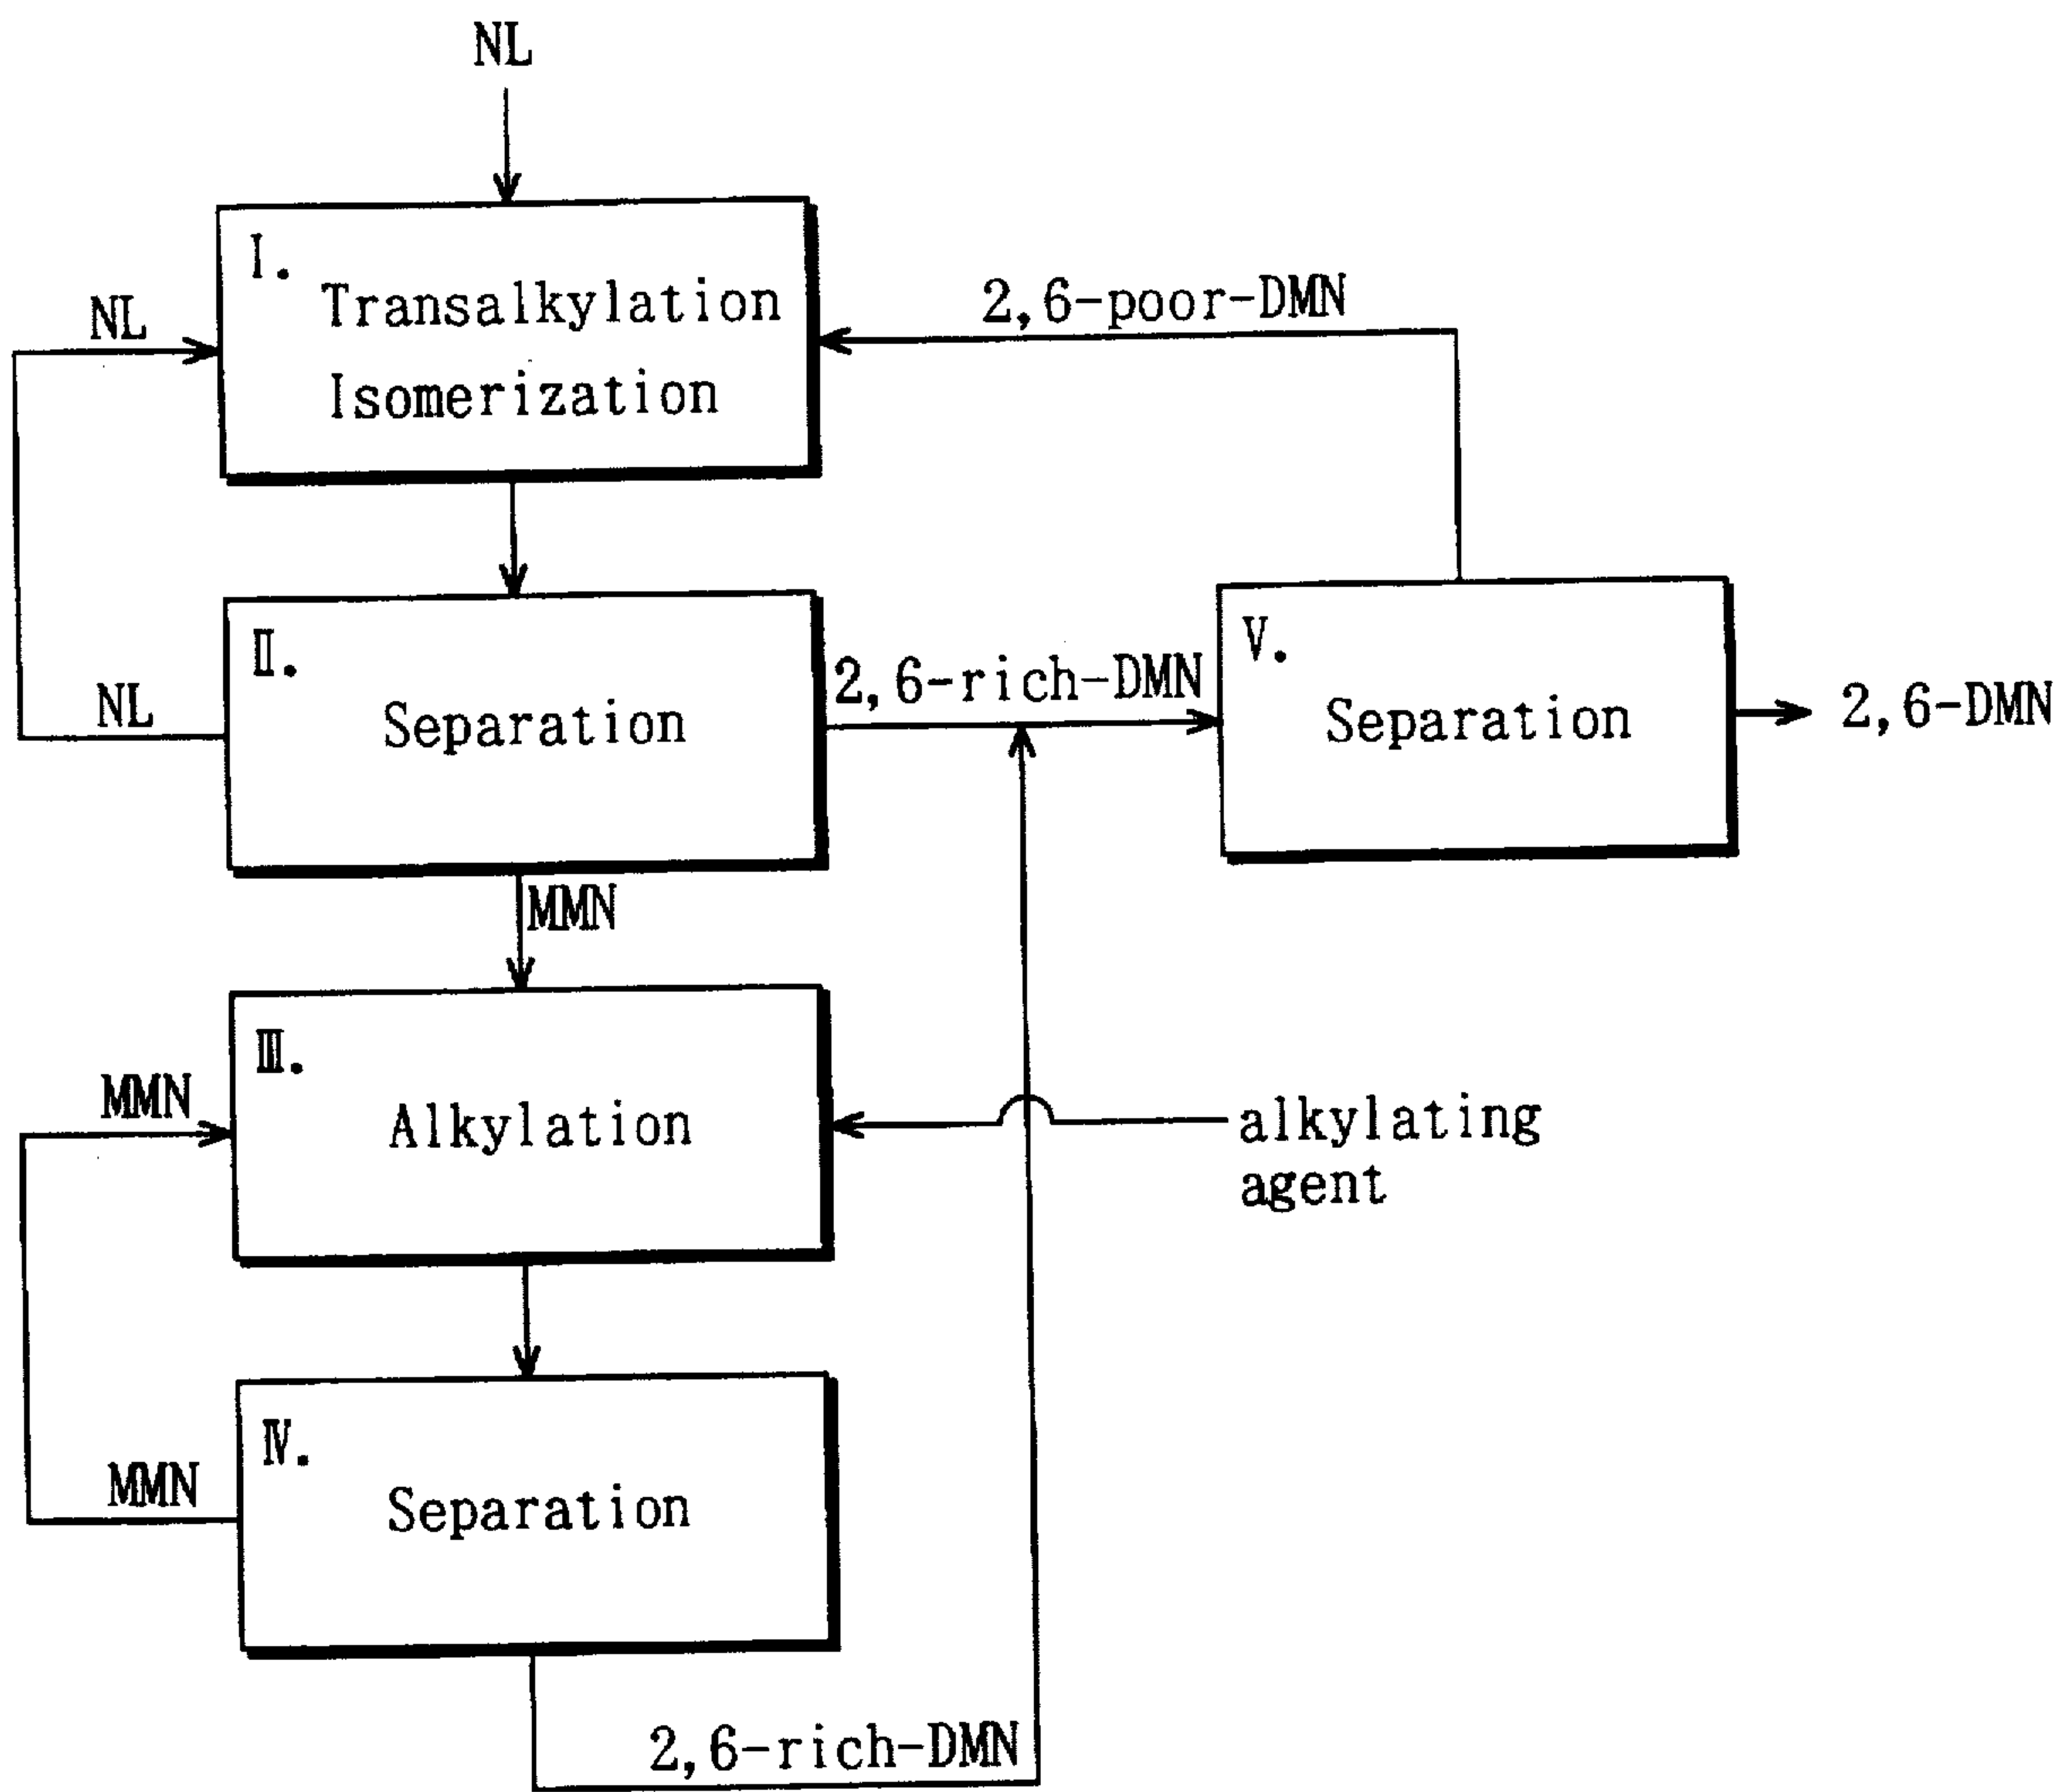 NL
I.
Transalkylation
Isomerization
NL
2,6-poor-DMN
NL
II.
Separation
2,6-rich-DMN
V.
Separation
2,6-DMN
MMN
III.
Alkylation
MMN
alkylating
agent
IV.
Separation
MMN
2,6-rich-DMN